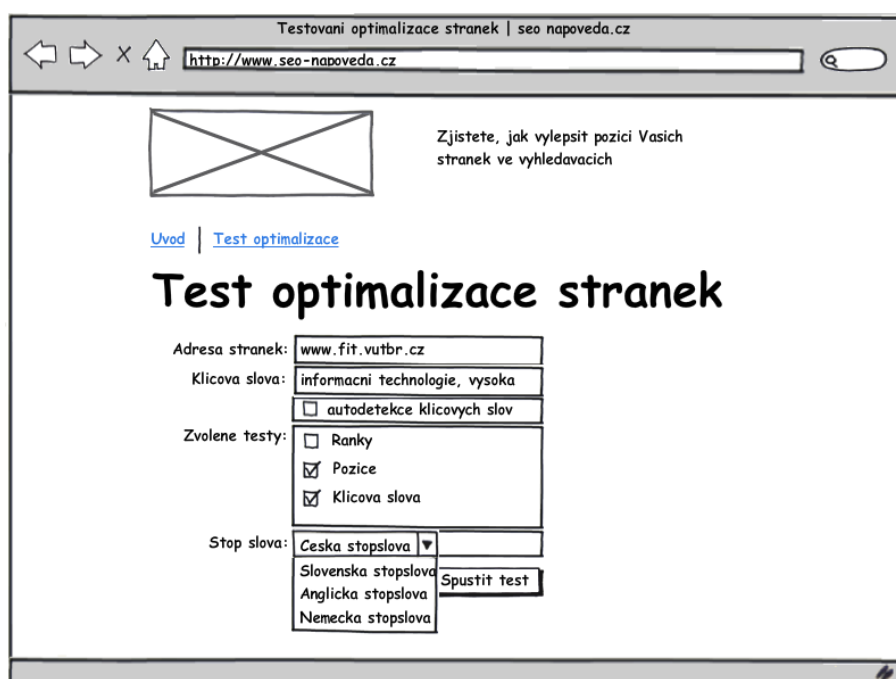 Testovani optimalizace stranek | seo napoveda.cz
http://www.seo-napoveda.cz
Zjistete, jak vylepsit pozici Vasich
stranek ve vyhledavacich
Uvod | Test optimalizace
Test optimalizace stranek
Adresa stranek: www.fit.vutbr.cz
Klicova slova: informacni technologie, vysoka
autodetekce klicovych slov
Zvolene testy: Ranky
Pozice
Klicova slova
Stop slova: Ceska stopslova
Slovenska stopslova
Anglicka stopslova
Nemecka stopslova
Spustit test